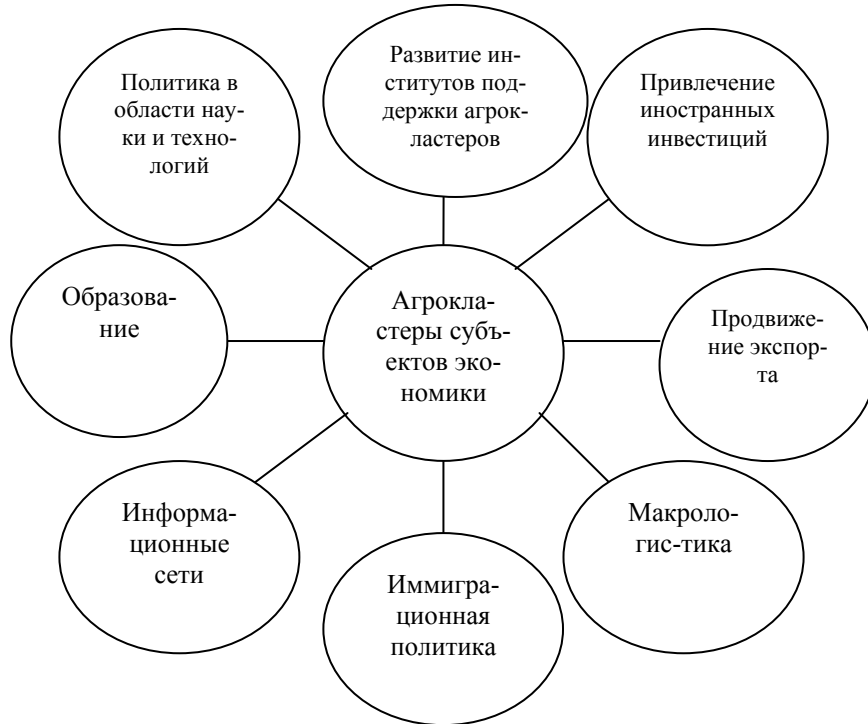 Политика в
области нау-
ки и техно-
логий
Развитие ин-
ститутов под-
держки агрок-
ластеров
Привлечение
иностранных
инвестиций
Образова-
ние
Агрокла-
стеры субъ-
ектов эко-
номики
Продвиже-
ние экспор-
та
Информа-
ционные
сети
Иммигра-
ционная
политика
Макроло-
гис-тика